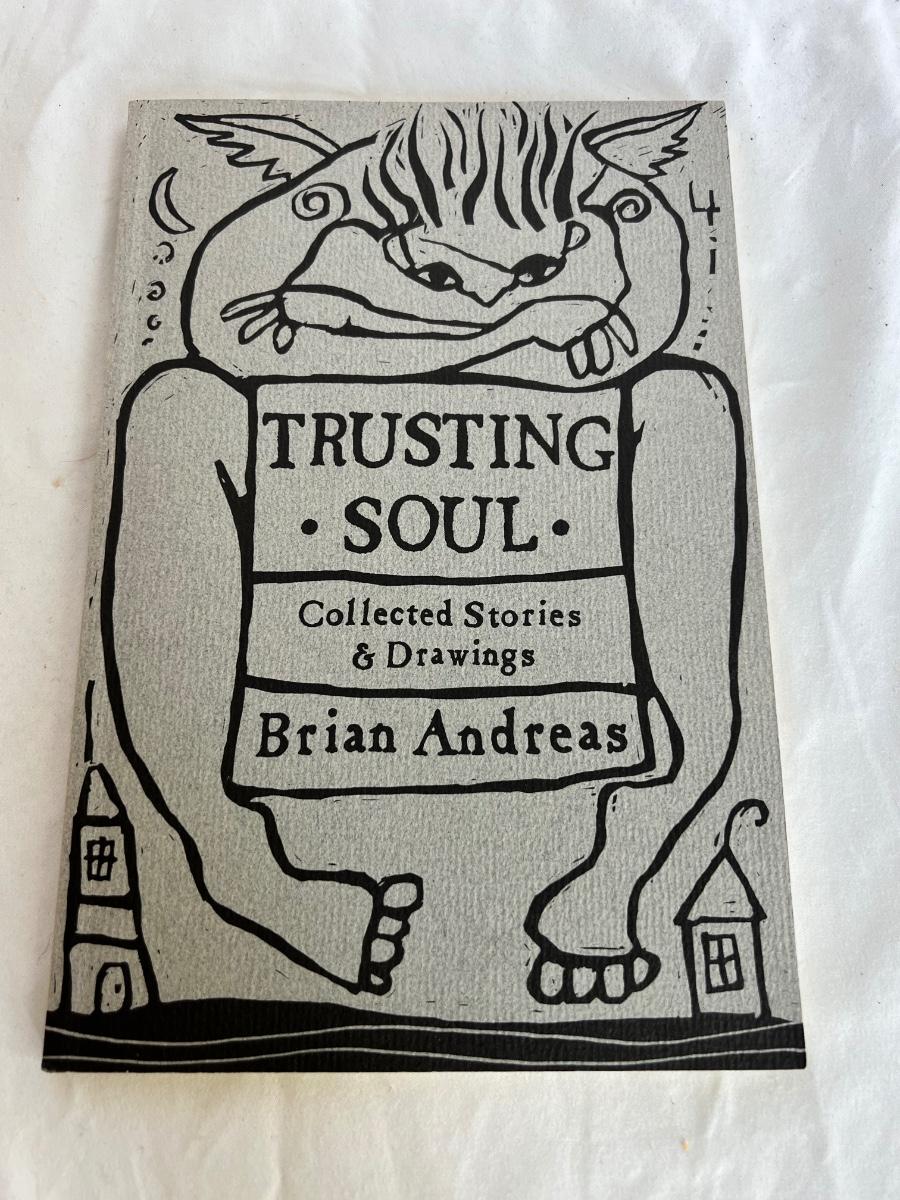 TRUSTING
• SOUL •
Collected Stories
& Drawings
Brian Andreas